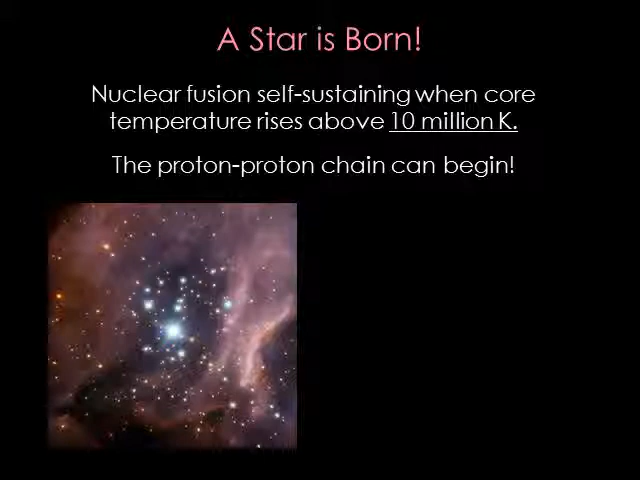 A Star is Born!
Nuclear fusion self-sustaining when core
temperature rises above 10 million K.
The proton-proton chain can begin!